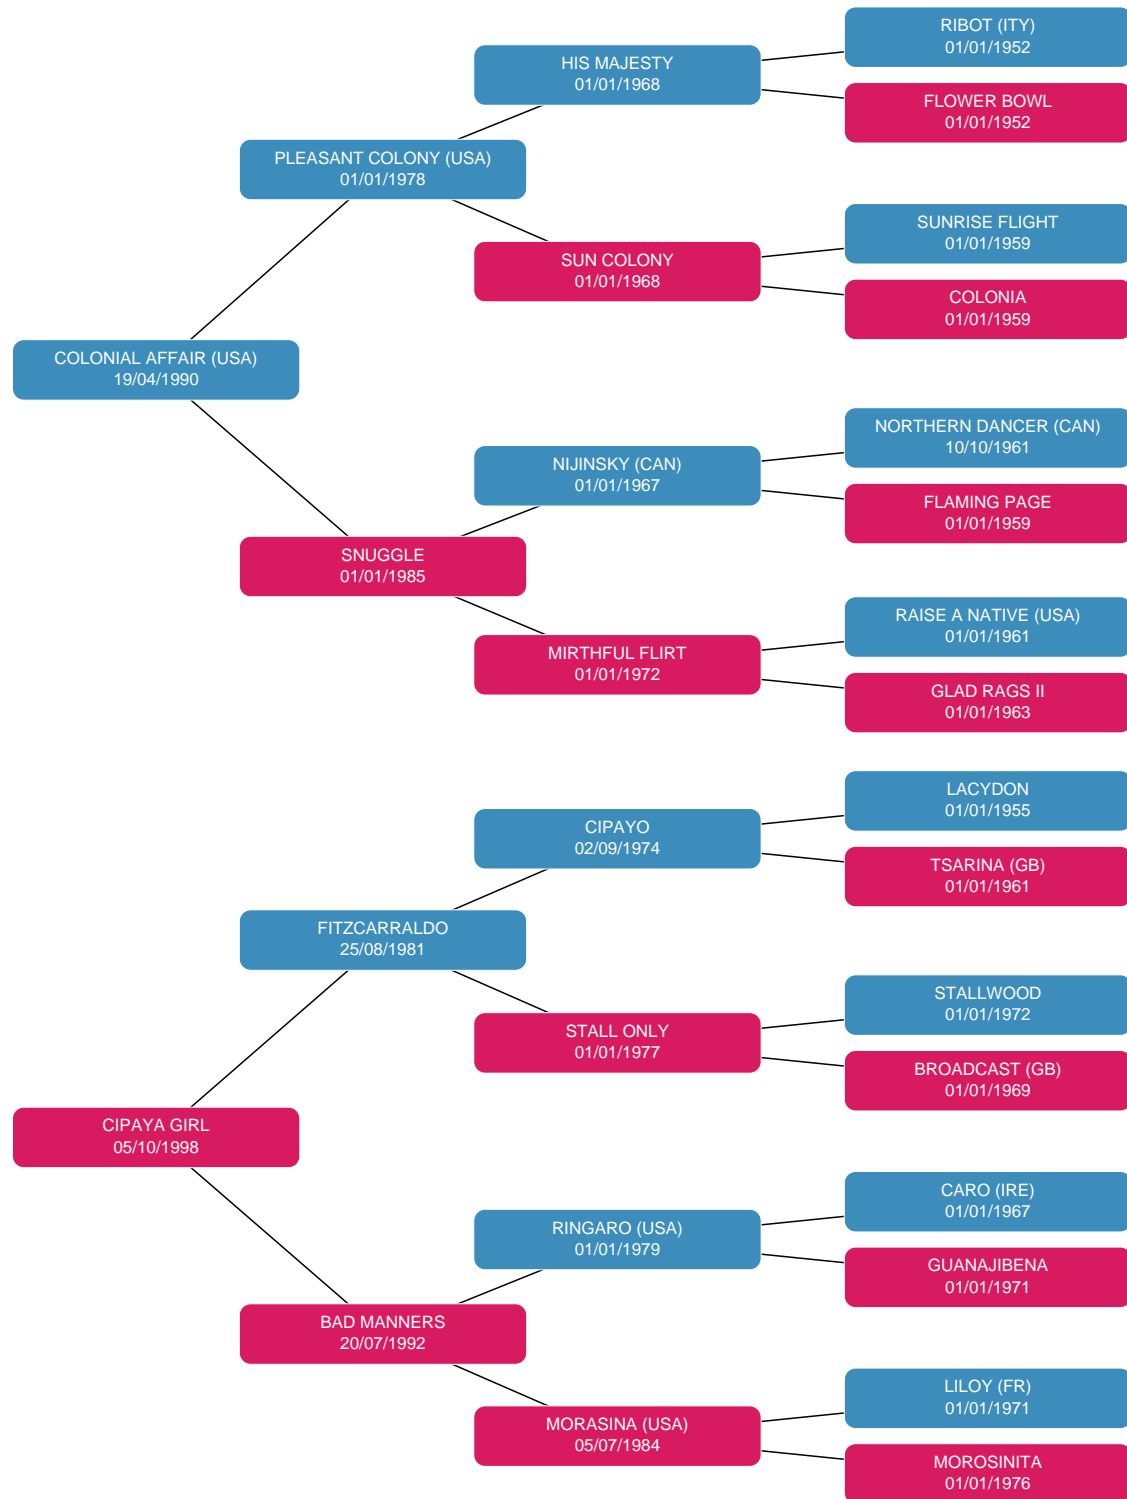 RIBOT (ITY)
01/01/1952
HIS MAJESTY
01/01/1968
FLOWER BOWL
01/01/1952
PLEASANT COLONY (USA)
01/01/1978
SUNRISE FLIGHT
01/01/1959
SUN COLONY
01/01/1968
COLONIA
01/01/1959
COLONIAL AFFAIR (USA)
19/04/1990
NORTHERN DANCER (CAN)
10/10/1961
NIJINSKY (CAN)
01/01/1967
FLAMING PAGE
01/01/1959
SNUGGLE
01/01/1985
RAISE A NATIVE (USA)
01/01/1961
MIRTHFUL FLIRT
01/01/1972
GLAD RAGS II
01/01/1963
LACYDON
01/01/1955
CIPAYO
02/09/1974
TSARINA (GB)
01/01/1961
FITZCARRALDO
25/08/1981
STALLWOOD
01/01/1972
STALL ONLY
01/01/1977
BROADCAST (GB)
01/01/1969
CIPAYA GIRL
05/10/1998
CARO (IRE)
01/01/1967
RINGARO (USA)
01/01/1979
GUANAJIBENA
01/01/1971
BAD MANNERS
20/07/1992
LILOY (FR)
01/01/1971
MORASINA (USA)
05/07/1984
MOROSINITA
01/01/1976